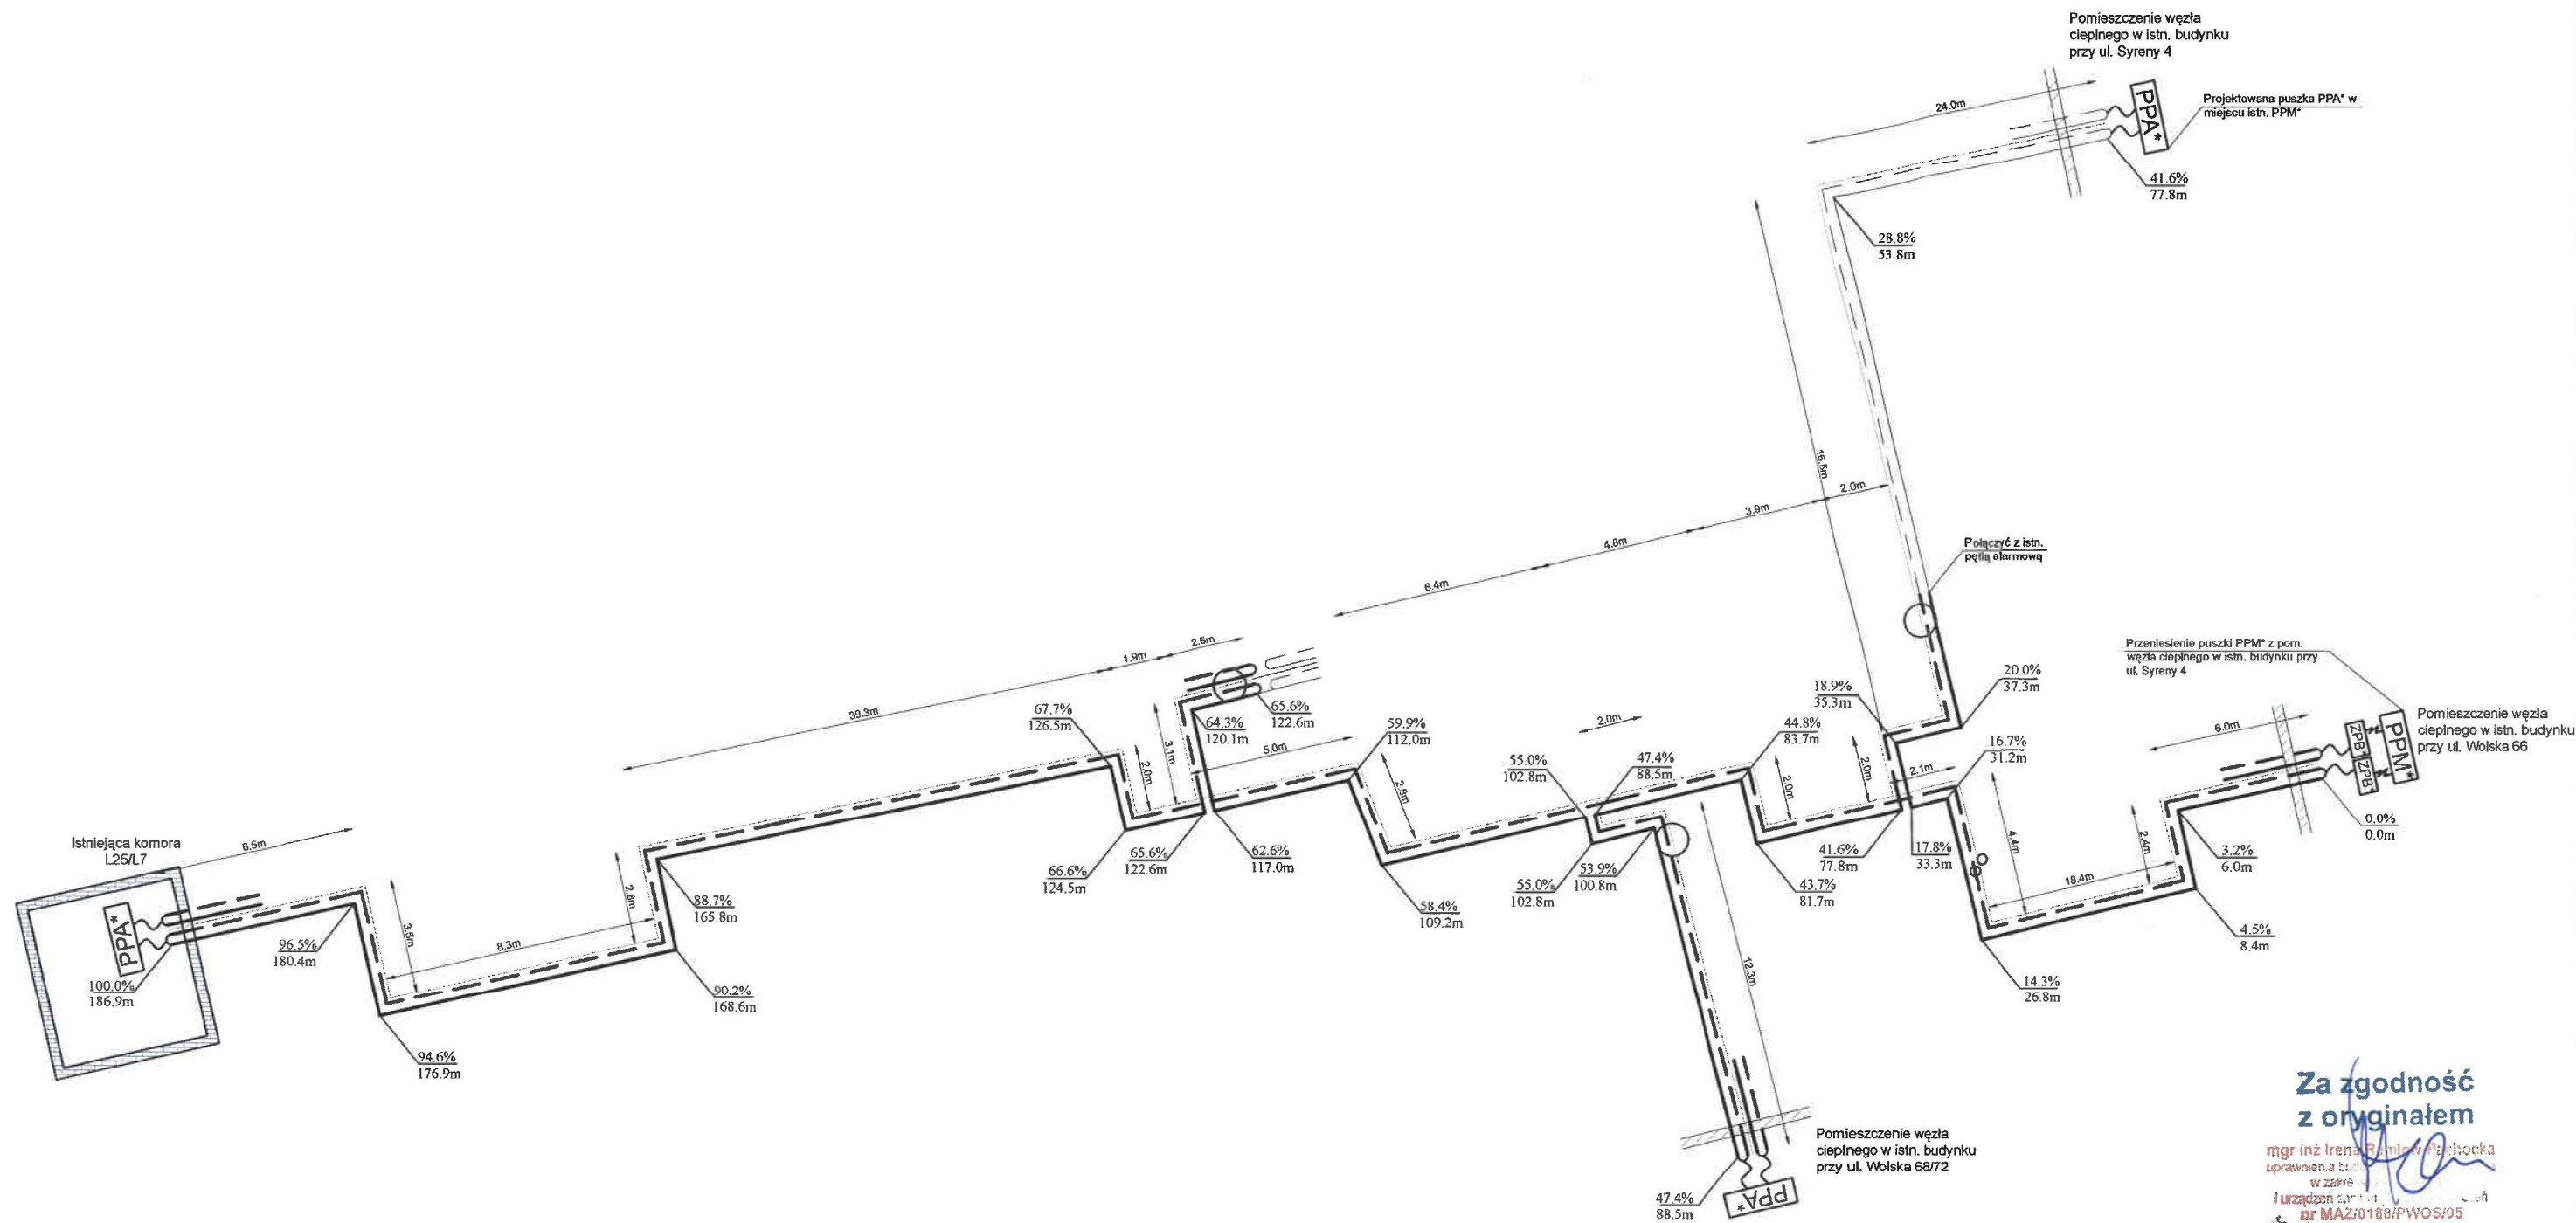 Pomieszczenie węzła
cieplnego w istn. budynku
przy ul. Syreny 4
24.0m
PPA*
Projektowana puszka PPA* w
miejscu istn. PPM*
41.6%
77.8m
28.8%
53.8m
16.5m
2.0m
3.9m
4.8m
6.4m
Połączyć z istn.
pętlą alarmową
Przeniesienie puszki PPM* z pom.
węzła cieplnego w istn. budynku przy
ul. Syreny 4
20.0%
37.3m
18.9%
35.3m
2.6m
1.9m
39.3m
67.7%
126.5m
65.6%
122.6m
64.3%
120.1m
3.1m
2.0m
5.0m
59.9%
112.0m
2.8m
2.0m
55.0%
102.8m
47.4%
88.5m
44.8%
83.7m
2.0m
2.0m
2.1m
16.7%
31.2m
6.0m
ZPB*
ZPB*
PPM*
Pomieszczenie węzła
cieplnego w istn. budynku
przy ul. Wolska 66
0.0%
0.0m
3.2%
6.0m
2.4m
4.4m
18.4m
17.8%
33.3m
41.6%
77.8m
43.7%
81.7m
53.9%
100.8m
55.0%
102.8m
62.6%
117.0m
65.6%
122.6m
66.6%
124.5m
58.4%
109.2m
4.5%
8.4m
14.3%
26.8m
Istniejąca komora
L25/L7
6.5m
PPA*
100.0%
186.9m
96.5%
180.4m
3.5m
8.3m
2.8m
88.7%
165.8m
90.2%
168.6m
94.6%
176.9m
12.3m
Pomieszczenie węzła
cieplnego w istn. budynku
przy ul. Wolska 68/72
47.4%
88.5m
PPA*
Za zgodność
z oryginałem
mgr inż Irena
uprawnienia
w zakre
i urządzeń
nr MAZ/0188/PWOS/05